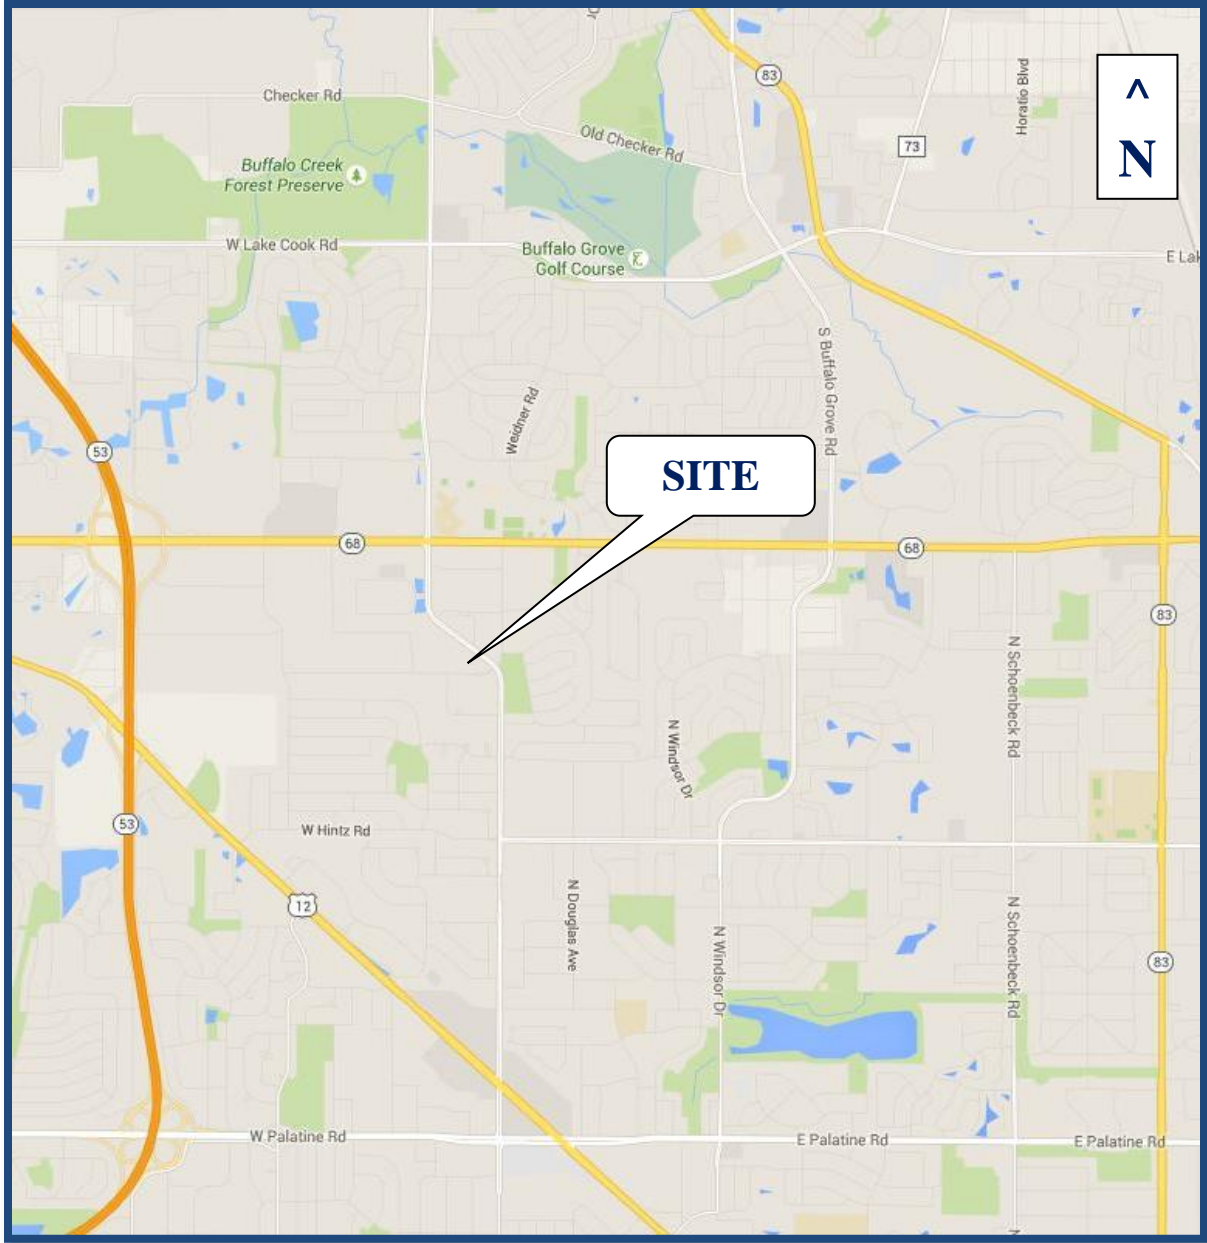 83
Checker Rd
Horatio Blvd
^
N
Old Checker Rd
73
Buffalo Creek
Forest Preserve
W Lake Cook Rd
Buffalo Grove
Golf Course
E Lak
S Buffalo Grove Rd
Weidner Rd
53
SITE
68
68
83
N Schoenbeck Rd
N Windsor Dr
53
W Hintz Rd
12
N Douglas Ave
N Windsor Dr
N Schoenbeck Rd
83
W Palatine Rd
E Palatine Rd
E Palatine Rd